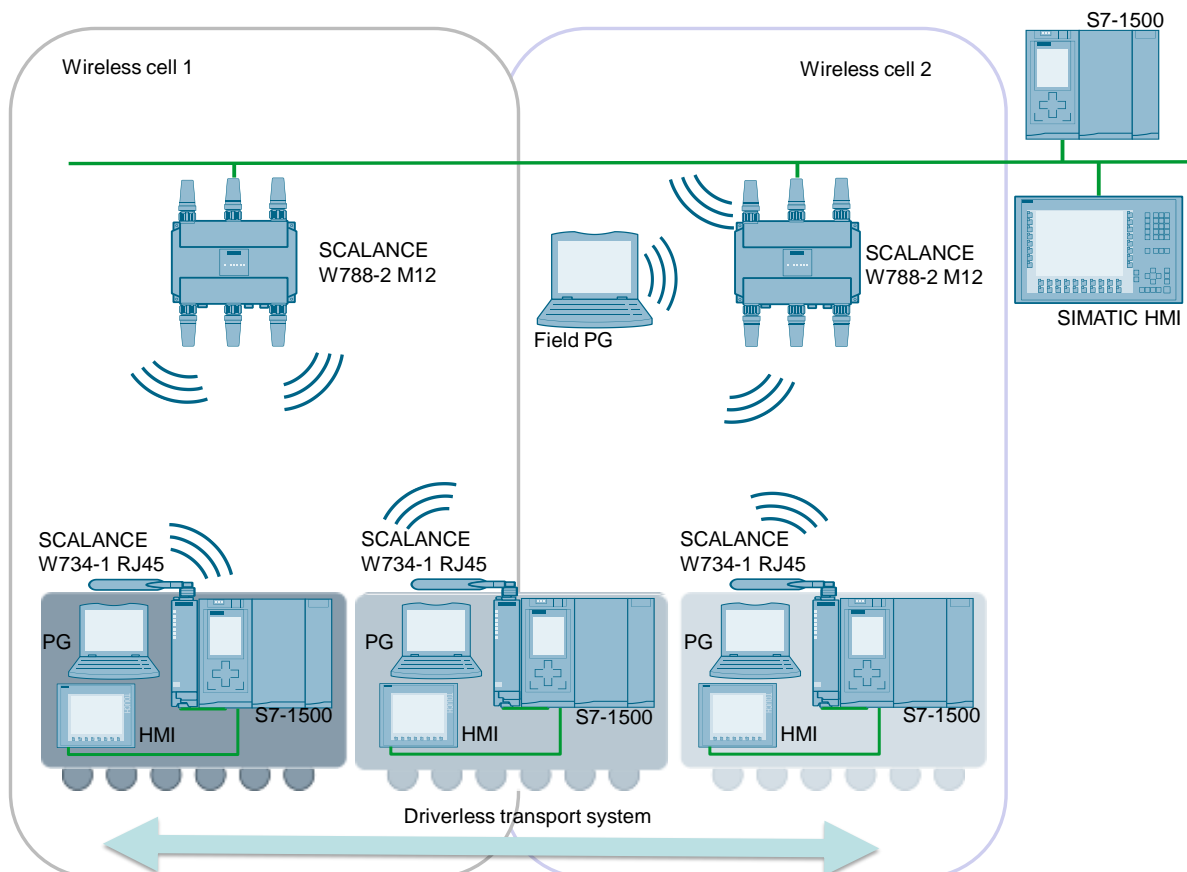 S7-1500
Wireless cell 1
Wireless cell 2
SCALANCE
W788-2 M12
SCALANCE
W788-2 M12
Field PG
SIMATIC HMI
SCALANCE
W734-1 RJ45
SCALANCE
W734-1 RJ45
SCALANCE
W734-1 RJ45
PG
PG
PG
S7-1500
S7-1500
S7-1500
HMI
HMI
HMI
Driverless transport system